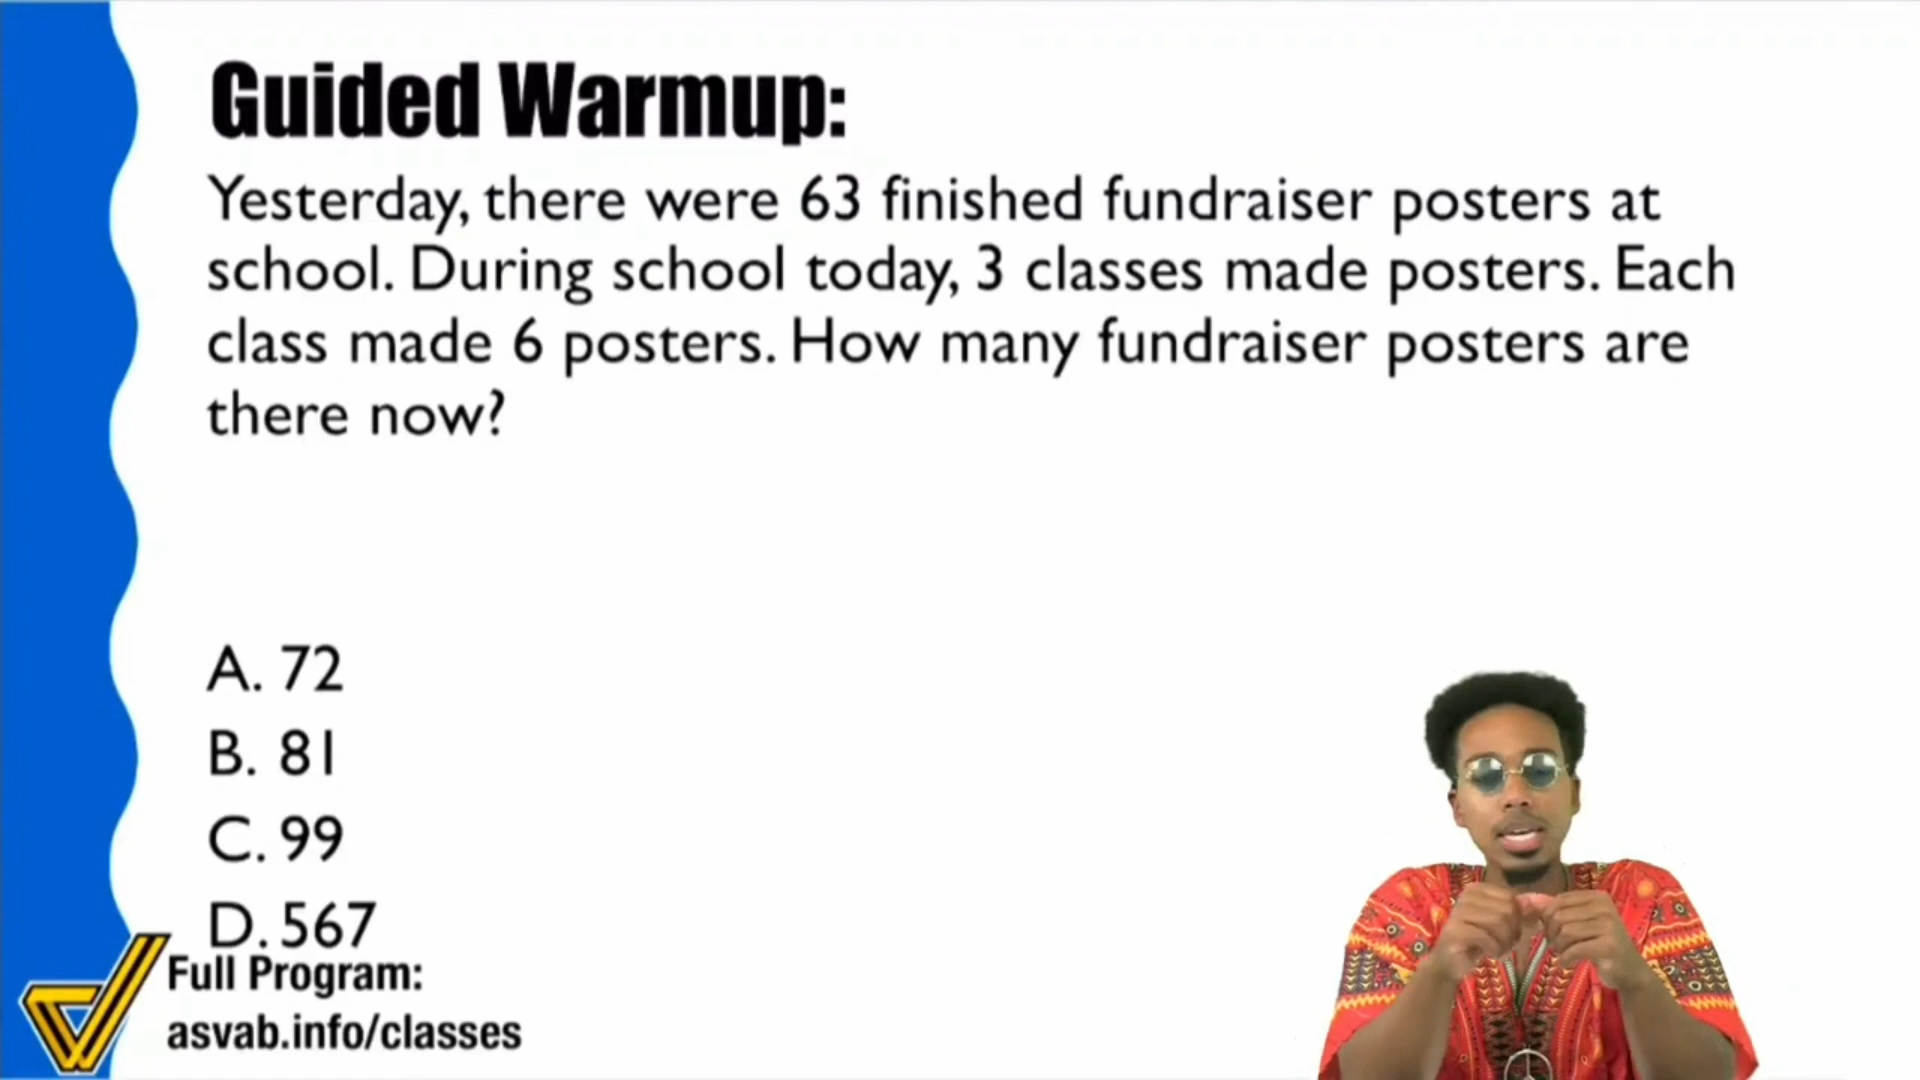 Guided Warmup:
Yesterday, there were 63 finished fundraiser posters at
school. During school today, 3 classes made posters. Each
class made 6 posters. How many fundraiser posters are
there now?
A. 72
B. 81
C. 99
D. 567
Full Program:
asvab.info/classes